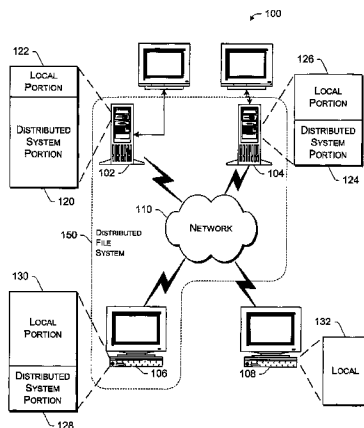 100
122
LOCAL
PORTION
DISTRIBUTED
SYSTEM
PORTION
120
102
104
126
LOCAL
PORTION
DISTRIBUTED
SYSTEM
PORTION
124
110
NETWORK
150
DISTRIBUTED
FILE
SYSTEM
130
LOCAL
PORTION
DISTRIBUTED
SYSTEM
PORTION
128
106
108
132
LOCAL